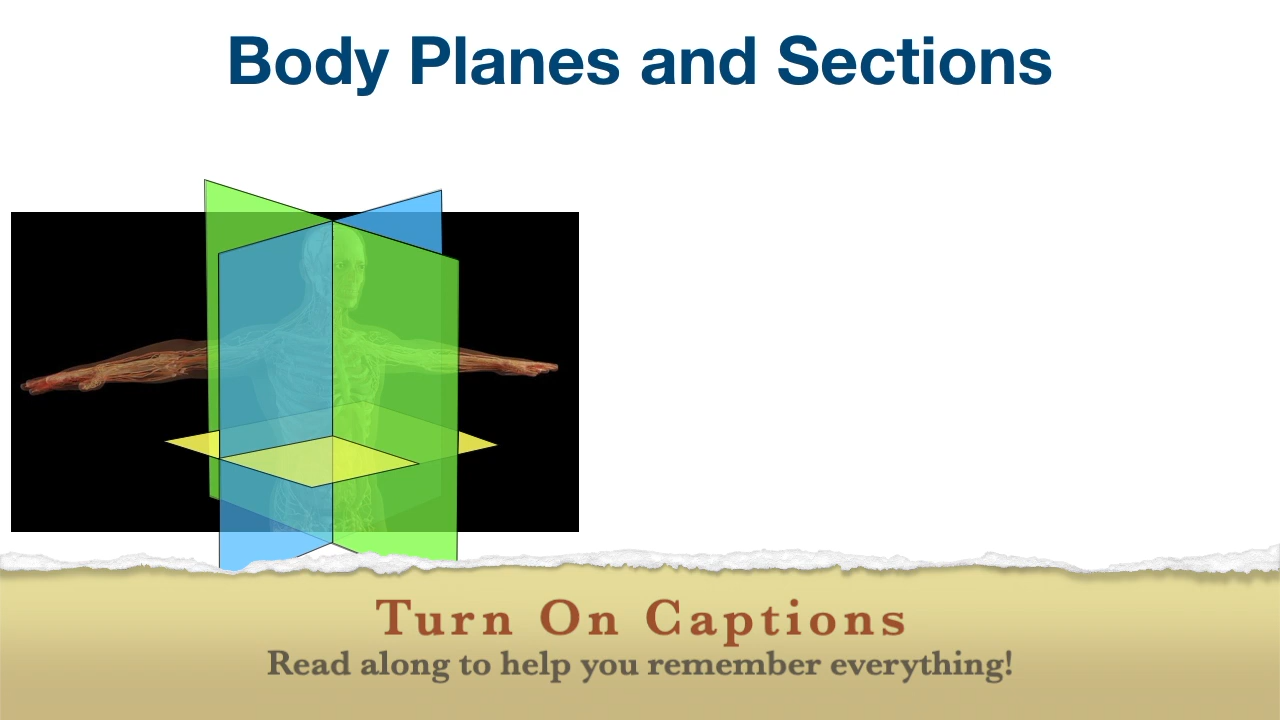 Body Planes and Sections
Turn On Captions
Read along to help you remember everything!